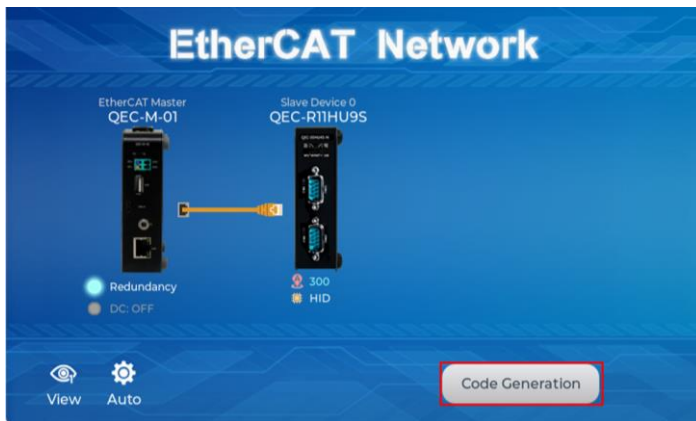 EtherCAT Network
EtherCAT Master
QEC-M-01
Slave Device 0
QEC-R11HU9S
Redundancy
DC: OFF
300
HID
View
Auto
Code Generation